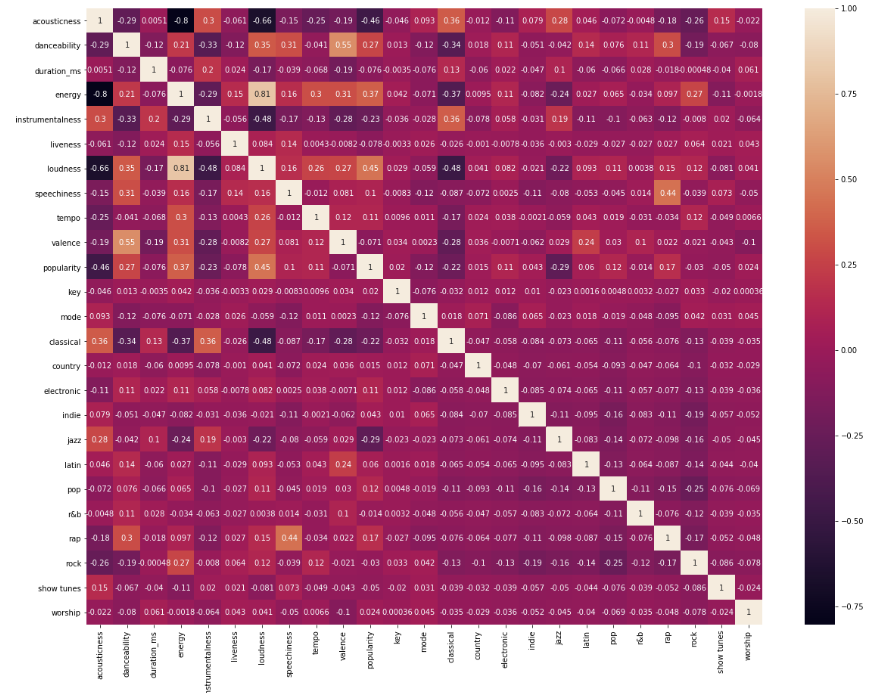 acousticness 1 -0.29 0.0051 -0.8 0.3 -0.061 -0.66 -0.15 -0.25 -0.19 -0.46 -0.046 0.093 0.36 -0.012 -0.11 0.079 0.28 0.046 -0.072 -0.0048 -0.18 -0.26 0.15 -0.022
danceability -0.29 1 -0.12 0.21 -0.33 -0.12 0.35 0.31 -0.041 0.55 0.27 0.013 -0.12 -0.34 0.018 0.11 -0.051 -0.042 0.14 0.076 0.11 0.3 -0.19 -0.067 -0.08
duration_ms 0.0051 -0.12 1 -0.076 0.2 0.024 -0.17 -0.039 -0.068 -0.19 -0.076 -0.0035 -0.076 0.13 -0.06 0.022 -0.047 0.1 -0.06 -0.066 0.028 -0.018 -0.00048 -0.04 0.061
energy -0.8 0.21 -0.076 1 -0.29 0.15 0.81 0.16 0.3 0.31 0.37 0.042 -0.071 -0.37 0.0095 0.11 -0.082 -0.24 0.027 0.065 -0.034 0.097 0.27 -0.11 -0.0018
instrumentalness 0.3 -0.33 0.2 -0.29 1 -0.056 -0.48 -0.17 -0.13 -0.28 -0.23 -0.036 -0.028 0.36 -0.078 0.058 -0.031 0.19 -0.11 -0.1 -0.063 -0.12 -0.008 0.02 -0.064
liveness -0.061 -0.12 0.024 0.15 -0.056 1 0.084 0.14 0.0043 -0.0082 -0.078 -0.0033 0.026 -0.026 -0.001 -0.0078 -0.036 -0.003 -0.029 -0.027 -0.027 0.027 0.064 0.021 0.043
loudness -0.66 0.35 -0.17 0.81 -0.48 0.084 1 0.16 0.26 0.27 0.45 0.029 -0.059 -0.48 0.041 0.082 -0.021 -0.22 0.093 0.11 0.0038 0.15 0.12 -0.081 0.041
speechiness -0.15 0.31 -0.039 0.16 -0.17 0.14 0.16 1 -0.012 0.081 0.1 -0.0083 -0.12 -0.087 -0.072 0.0025 -0.11 -0.08 -0.053 -0.045 0.014 0.44 -0.039 0.073 -0.05
tempo -0.25 -0.041 -0.068 0.3 -0.13 0.0043 0.26 -0.012 1 0.12 0.11 0.0096 0.011 -0.17 0.024 0.038 -0.0021 -0.059 0.043 0.019 -0.031 -0.034 0.12 -0.049 0.0066
valence -0.19 0.55 -0.19 0.31 -0.28 -0.0082 0.27 0.081 0.12 1 -0.071 0.034 0.0023 -0.28 0.036 -0.0071 -0.062 0.029 0.24 0.03 0.1 0.022 -0.021 -0.043 -0.1
popularity -0.46 0.27 -0.076 0.37 -0.23 -0.078 0.45 0.1 0.11 -0.071 1 0.02 -0.12 -0.22 0.015 0.11 0.043 -0.29 0.06 0.12 -0.014 0.17 -0.03 -0.05 0.024
key -0.046 0.013 -0.0035 0.042 -0.036 -0.0033 0.029 -0.0083 0.0096 0.034 0.02 1 -0.076 -0.032 0.012 0.012 0.01 -0.023 0.0016 0.0048 0.0032 -0.027 0.033 -0.02 0.00036
mode 0.093 -0.12 -0.076 -0.071 -0.028 0.026 -0.059 -0.12 0.011 0.0023 -0.12 -0.076 1 0.018 0.071 -0.086 0.065 -0.023 0.018 -0.019 -0.048 -0.095 0.042 0.031 0.045
classical 0.36 -0.34 0.13 -0.37 0.36 -0.026 -0.48 -0.087 -0.17 -0.28 -0.22 -0.032 0.018 1 -0.047 -0.058 -0.084 -0.073 -0.065 -0.11 -0.056 -0.076 -0.13 -0.039 -0.035
country -0.012 0.018 -0.06 0.0095 -0.078 -0.001 0.041 -0.072 0.024 0.036 0.015 0.012 0.071 -0.047 1 -0.048 -0.07 -0.061 -0.054 -0.093 -0.047 -0.064 -0.1 -0.032 -0.029
electronic -0.11 0.11 0.022 0.11 0.058 -0.0078 0.082 0.0025 0.038 -0.0071 0.11 0.012 -0.086 -0.058 -0.048 1 -0.085 -0.074 -0.065 -0.11 -0.057 -0.077 -0.13 -0.039 -0.036
indie 0.079 -0.051 -0.047 -0.082 -0.031 -0.036 -0.021 -0.11 -0.0021 -0.062 0.043 0.01 0.065 -0.084 -0.07 -0.085 1 -0.11 -0.095 -0.16 -0.083 -0.11 -0.19 -0.057 -0.052
jazz 0.28 -0.042 0.1 -0.24 0.19 -0.003 -0.22 -0.08 -0.059 0.029 -0.29 -0.023 -0.023 -0.073 -0.061 -0.074 -0.11 1 -0.083 -0.14 -0.072 -0.098 -0.16 -0.05 -0.045
latin 0.046 0.14 -0.06 0.027 -0.11 -0.029 0.093 -0.053 0.043 0.24 0.06 0.0016 0.018 -0.065 -0.054 -0.065 -0.095 -0.083 1 -0.13 -0.064 -0.087 -0.14 -0.044 -0.04
pop -0.072 0.076 -0.066 0.065 -0.1 -0.027 0.11 -0.045 0.019 0.03 0.12 0.0048 -0.019 -0.11 -0.093 -0.11 -0.16 -0.14 -0.13 1 -0.11 -0.15 -0.25 -0.076 -0.069
r&b -0.0048 0.11 0.028 -0.034 -0.063 -0.027 0.0038 0.014 -0.031 0.1 -0.014 0.0032 -0.048 -0.056 -0.047 -0.057 -0.083 -0.072 -0.064 -0.11 1 -0.076 -0.12 -0.039 -0.035
rap -0.18 0.3 -0.018 0.097 -0.12 0.027 0.15 0.44 -0.034 0.022 0.17 -0.027 -0.095 -0.076 -0.064 -0.077 -0.11 -0.098 -0.087 -0.15 -0.076 1 -0.17 -0.052 -0.048
rock -0.26 -0.19 -0.00048 0.27 -0.008 0.064 0.12 -0.039 0.12 -0.021 -0.03 0.033 0.042 -0.13 -0.1 -0.13 -0.19 -0.16 -0.14 -0.25 -0.12 -0.17 1 -0.086 -0.078
show tunes 0.15 -0.067 -0.04 -0.11 0.02 0.021 -0.081 0.073 -0.049 -0.043 -0.05 -0.02 0.031 -0.039 -0.032 -0.039 -0.057 -0.05 -0.044 -0.076 -0.039 -0.052 -0.086 1 -0.024
worship -0.022 -0.08 0.061 -0.0018 -0.064 0.043 0.041 -0.05 0.0066 -0.1 0.024 0.00036 0.045 -0.035 -0.029 -0.036 -0.052 -0.045 -0.04 -0.069 -0.035 -0.048 -0.078 -0.024 1
acousticness danceability duration_ms energy nstrumentalness liveness loudness speechiness tempo valence popularity key mode classical country electronic indie jazz latin pop r&b rap rock show tunes worship
1.00
0.75
0.50
0.25
0.00
−0.25
−0.50
−0.75